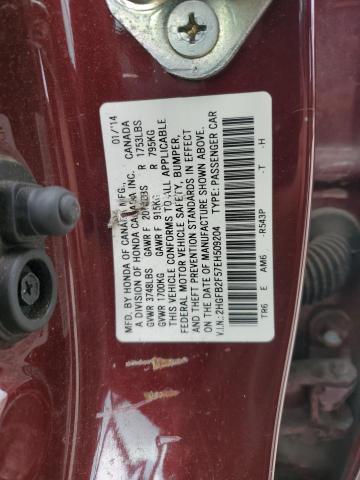 MFD. BY HONDA OF CANADA MFG., 01/'14
A DIVISION OF HONDA CANADA INC. CANADA
GVWR 3748LBS GAWR F 2017LBS R 1753LBS
GVWR 1700KG GAWR F 915KG R 795KG
THIS VEHICLE CONFORMS TO ALL APPLICABLE
FEDERAL MOTOR VEHICLE SAFETY, BUMPER,
AND THEFT PREVENTION STANDARDS IN EFFECT
ON THE DATE OF MANUFACTURE SHOWN ABOVE.
V.I.N.: 2HGFB2F57EH509204 TYPE: PASSENGER CAR
TR6 E AM6 -R543P -T -H